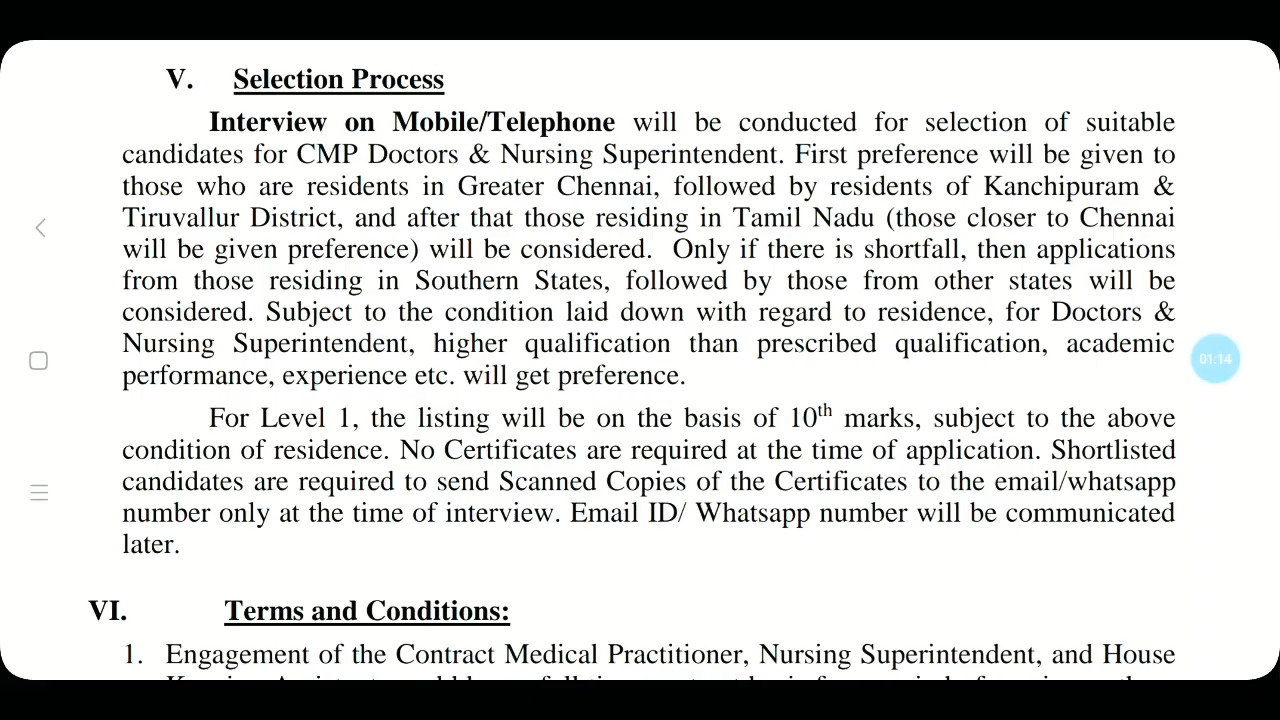 V. Selection Process
Interview on Mobile/Telephone will be conducted for selection of suitable
candidates for CMP Doctors & Nursing Superintendent. First preference will be given to
those who are residents in Greater Chennai, followed by residents of Kanchipuram &
Tiruvallur District, and after that those residing in Tamil Nadu (those closer to Chennai
will be given preference) will be considered. Only if there is shortfall, then applications
from those residing in Southern States, followed by those from other states will be
considered. Subject to the condition laid down with regard to residence, for Doctors &
Nursing Superintendent, higher qualification than prescribed qualification, academic
performance, experience etc. will get preference.
01:14
For Level 1, the listing will be on the basis of 10th marks, subject to the above
condition of residence. No Certificates are required at the time of application. Shortlisted
candidates are required to send Scanned Copies of the Certificates to the email/whatsapp
number only at the time of interview. Email ID/ Whatsapp number will be communicated
later.
VI. Terms and Conditions:
1. Engagement of the Contract Medical Practitioner, Nursing Superintendent, and House